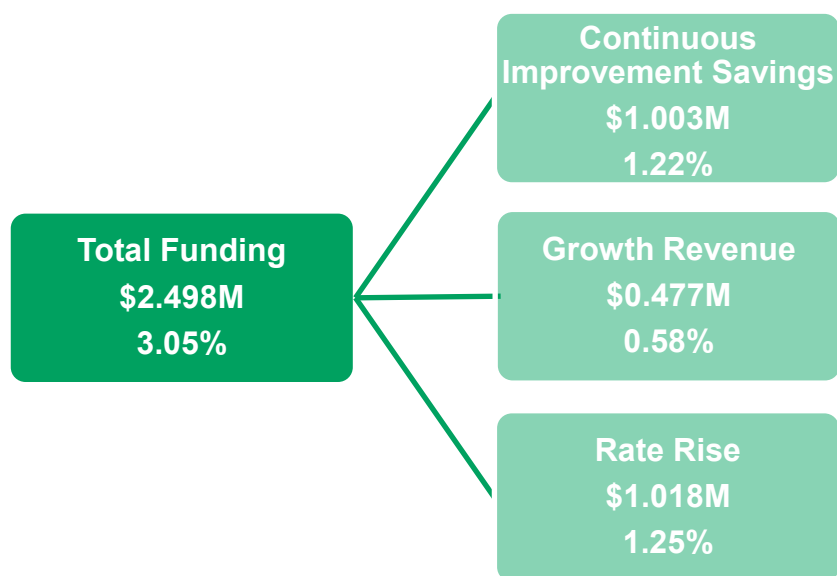 Total Funding
$2.498M
3.05%
Continuous
Improvement Savings
$1.003M
1.22%
Growth Revenue
$0.477M
0.58%
Rate Rise
$1.018M
1.25%